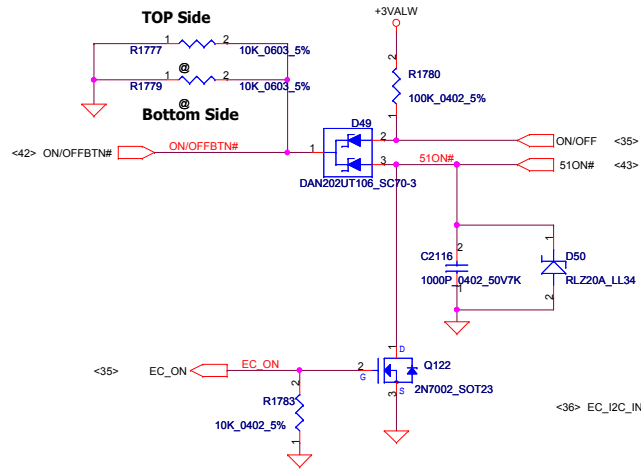 TOP Side
+3VALW
1
2
R1777
10K_0603_5%
@
1
2
R1779
10K_0603_5%
@
Bottom Side
2
R1780
100K_0402_5%
1
D49
<42> ON/OFFBTN#
ON/OFFBTN#
1
2
ON/OFF <35>
3
51ON#
51ON# <43>
DAN202UT106_SC70-3
2
C2116
1000P_0402_50V7K
1
1
D50
RLZ20A_LL34
2
1
D
<35> EC_ON
EC_ON
2
G
Q122
2N7002_SOT23
S
3
2
R1783
10K_0402_5%
1
<36> EC_I2C_IN